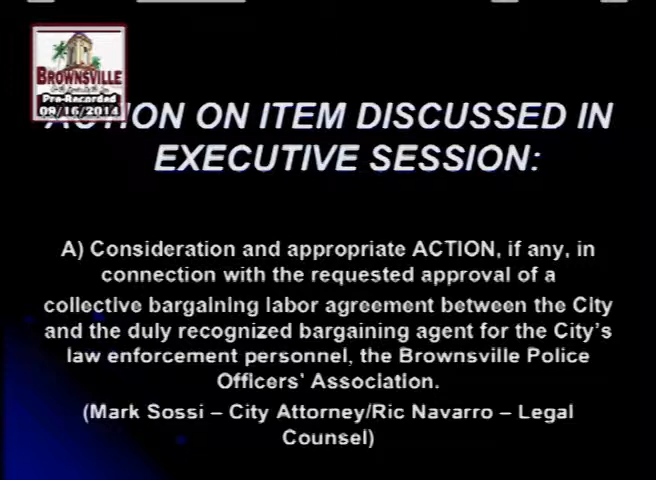 BROWNSVILLE
Pre-Recorded
09/16/2014
ACTION ON ITEM DISCUSSED IN
EXECUTIVE SESSION:
A) Consideration and appropriate ACTION, if any, in
connection with the requested approval of a
collective bargaining labor agreement between the City
and the duly recognized bargaining agent for the City's
law enforcement personnel, the Brownsville Police
Officers' Association.
(Mark Sossi – City Attorney/Ric Navarro – Legal
Counsel)